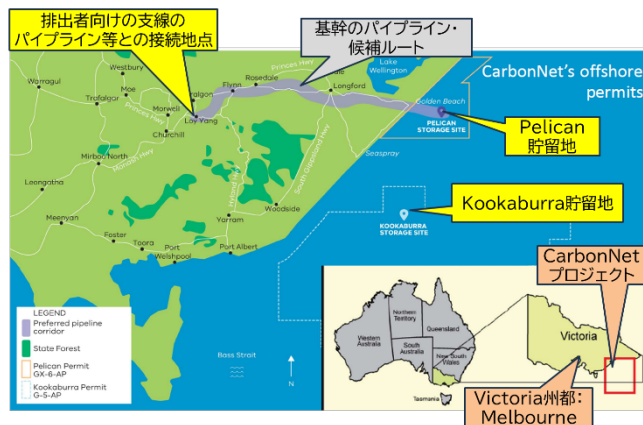 排出者向けの支線の
パイプライン等との接続地点
基幹のパイプライン・
候補ルート
CarbonNet's offshore
permits
Lake
Wellington
Princes Hwy
Westbury
Warragul
Moe
Trafalgar
Morwell
Princes Hwy
Churchill
Loy Yang
Flynn
Rosedale
Longford
Golden Beach
PELICAN
STORAGE SITE
Seaspray
Pelican
貯留地
Mirboo North
Hyland Hwy
South Gippsland Hwy
Leongatha
Meenyan
Foster
Toora
Port
Welshpool
Yarram
Woodside
Port Albert
KOOKABURRA
STORAGE SITE
Kookaburra貯留地
CarbonNet
プロジェクト
LEGEND
Preferred pipeline
corridor
State Forest
Pelican Permit
GX-6-AP
Kookaburra Permit
G-5-AP
Bass Strait
N
Northern
Territory
Queensland
Western
Australia
South
Australia
New South
Wales
Tasmania
Victoria
Victoria州都：
Melbourne